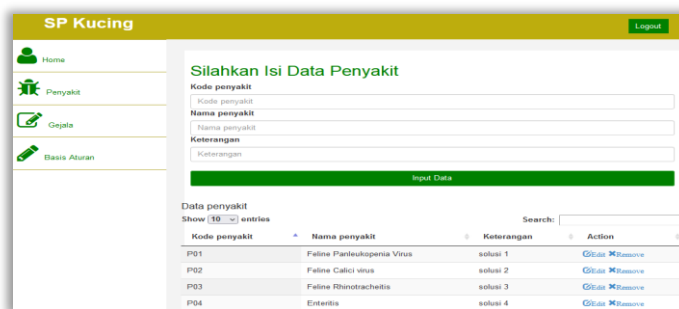 SP Kucing
Logout
Home
Penyakit
Gejala
Basis Aturan
Silahkan Isi Data Penyakit
Kode penyakit
Kode penyakit
Nama penyakit
Nama penyakit
Keterangan
Keterangan
Input Data
Data penyakit
Show 10 entries Search:
Kode penyakit Nama penyakit Keterangan Action
P01 Feline Panleukopenia Virus solusi 1 Edit Remove
P02 Feline Calici virus solusi 2 Edit Remove
P03 Feline Rhinotracheitis solusi 3 Edit Remove
P04 Enteritis solusi 4 Edit Remove